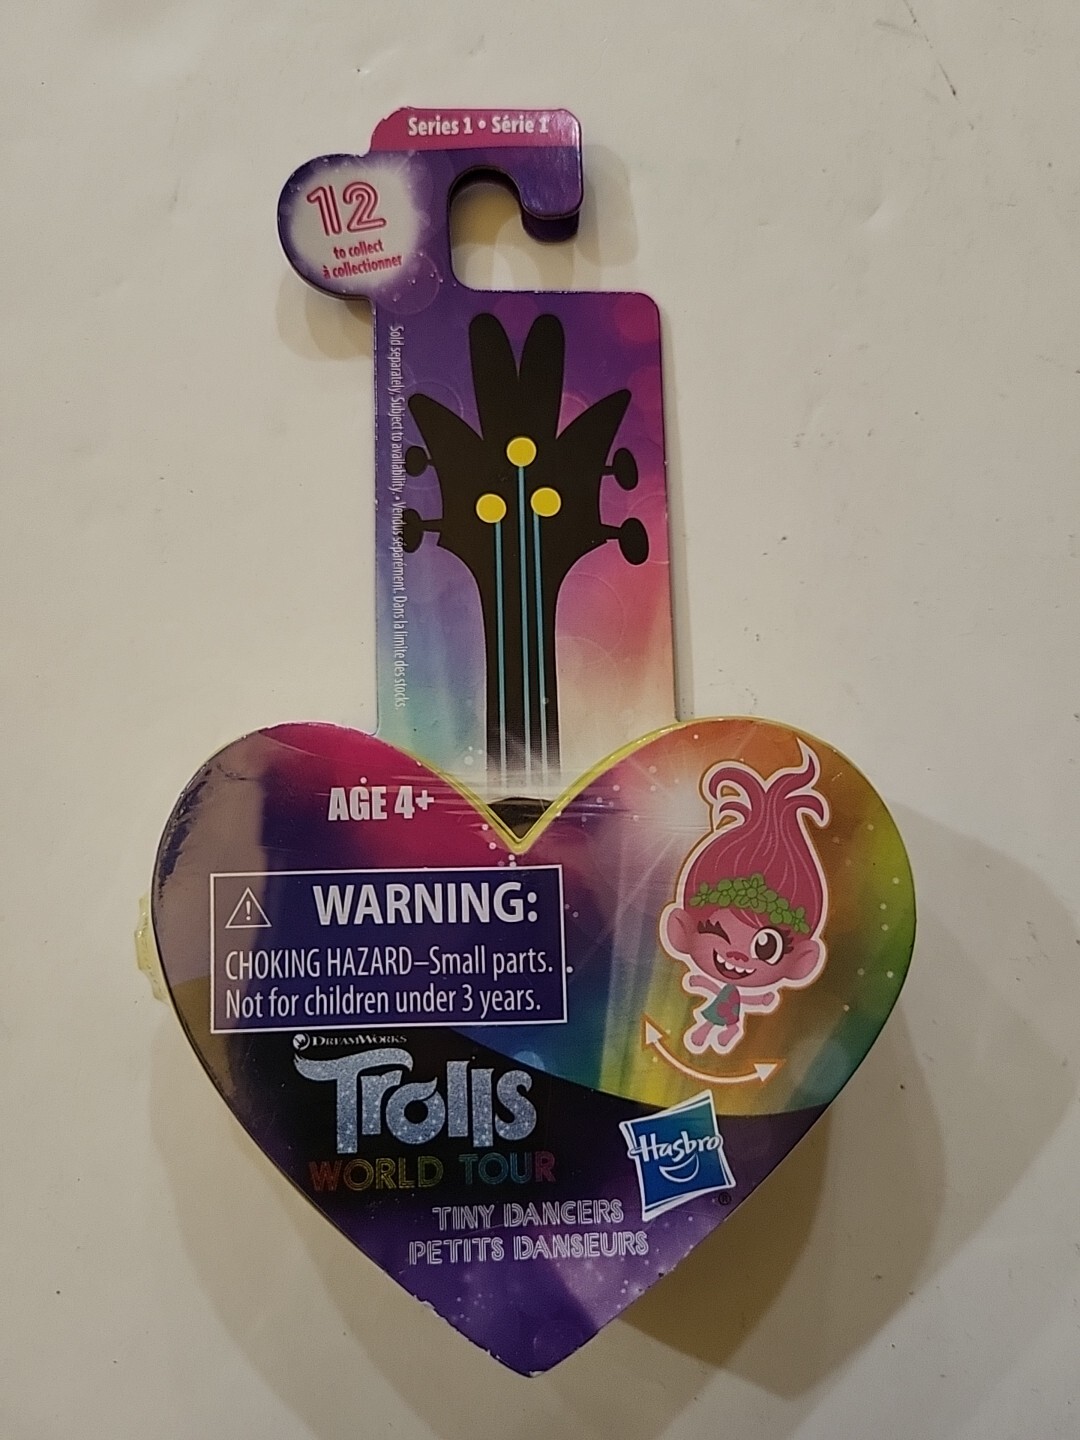 Series 1 • Série 1
12
to collect
à collectionner
Sold separately. Subject to availability. • Vendus séparément. Dans la limite des stocks.
AGE 4+
WARNING:
CHOKING HAZARD–Small parts.
Not for children under 3 years.
DREAMWORKS
Trolls
WORLD TOUR
Hasbro
®
TINY DANCERS
PETITS DANSEURS